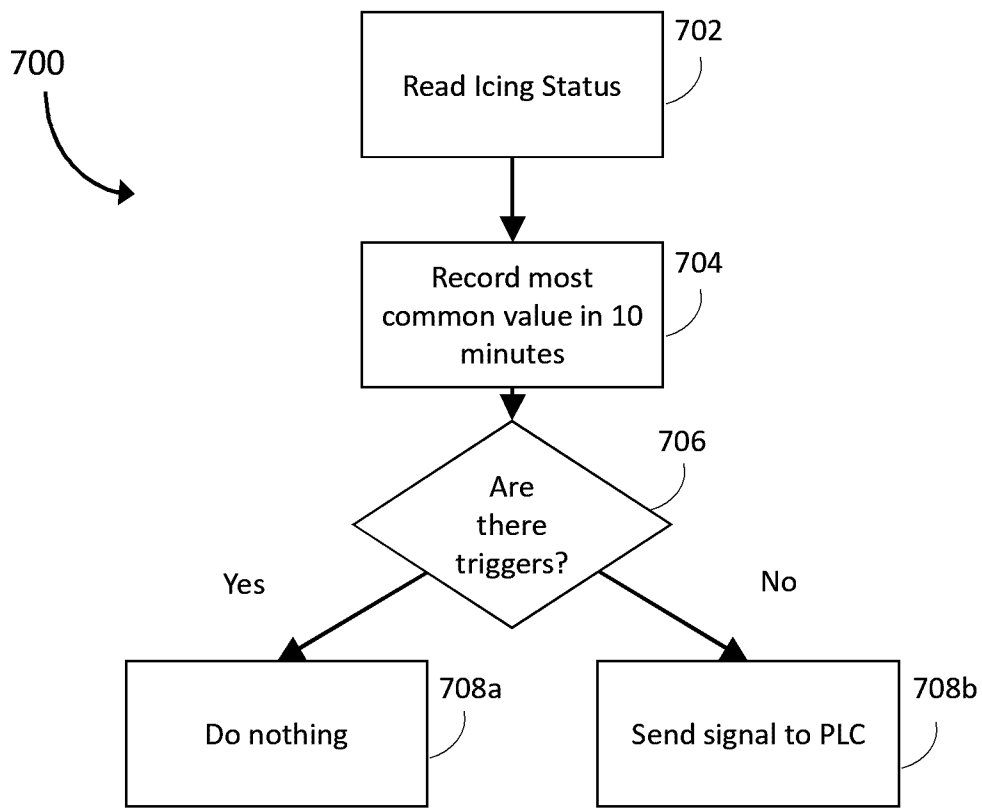 702
700
Read Icing Status
704
Record most
common value in 10
minutes
706
Are
there
triggers?
Yes
No
708a
708b
Do nothing
Send signal to PLC